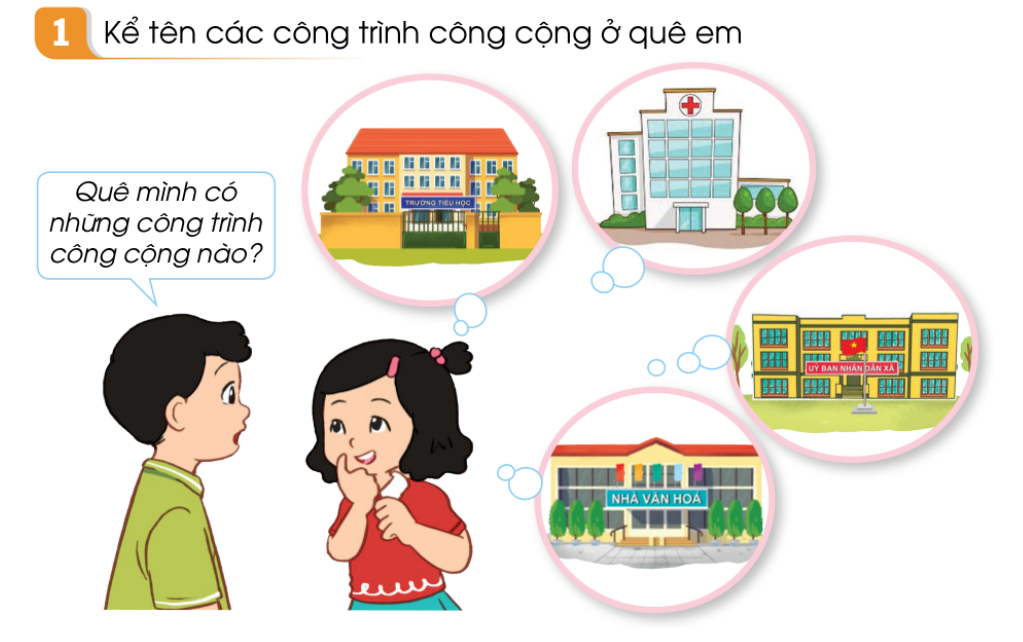 1 Kể tên các công trình công cộng ở quê em
Quê mình có
những công trình
công cộng nào?
TRƯỜNG TIỂU HỌC
UỶ BAN NHÂN DÂN XÃ
NHÀ VĂN HOÁ